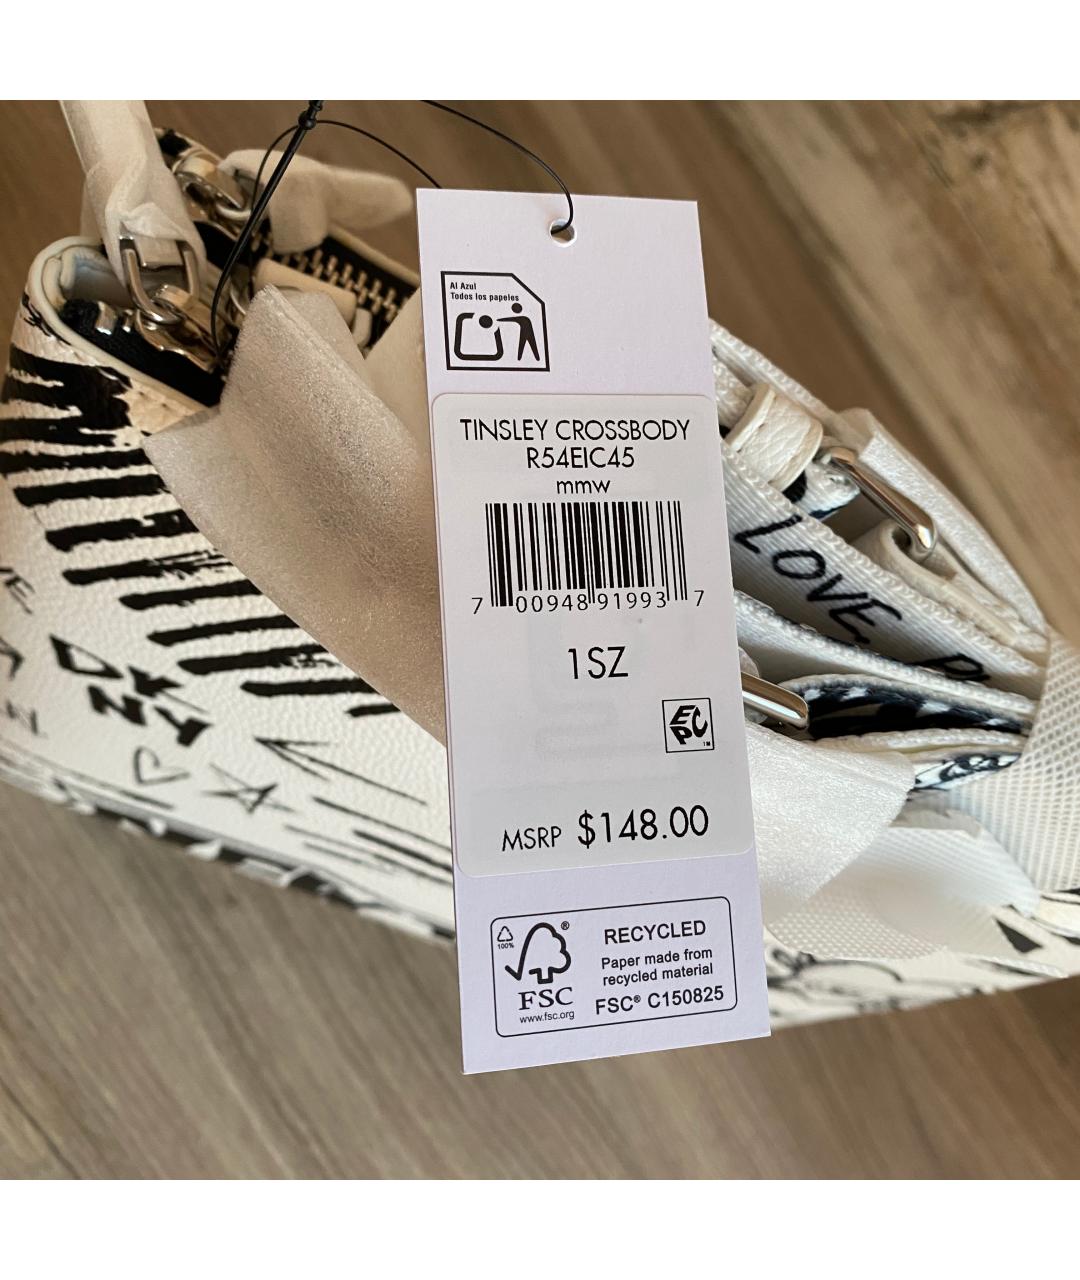 Al Azul
Todos los papeles
TINSLEY CROSSBODY
R54EIC45
mmw
7 00948 91993 7
1SZ
EPC
TM
MSRP $148.00
100%
®
FSC
www.fsc.org
RECYCLED
Paper made from
recycled material
FSC® C150825
LOVE,
DKNY